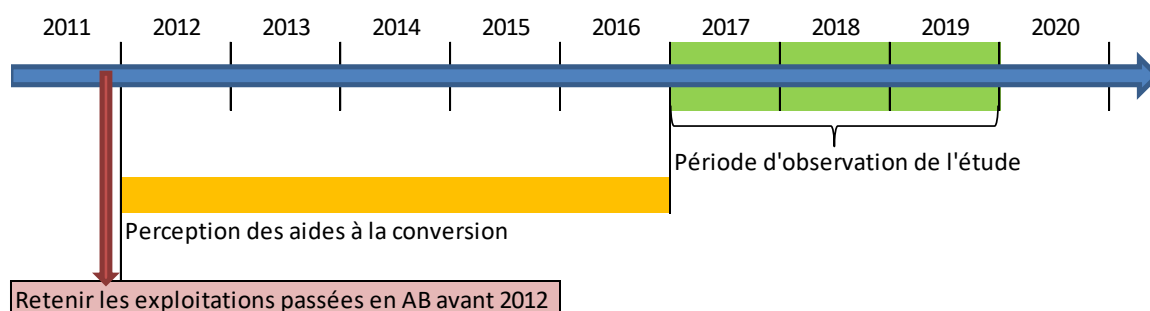 2011 2012 2013 2014 2015 2016 2017 2018 2019 2020
Période d'observation de l'étude
Perception des aides à la conversion
Retenir les exploitations passées en AB avant 2012